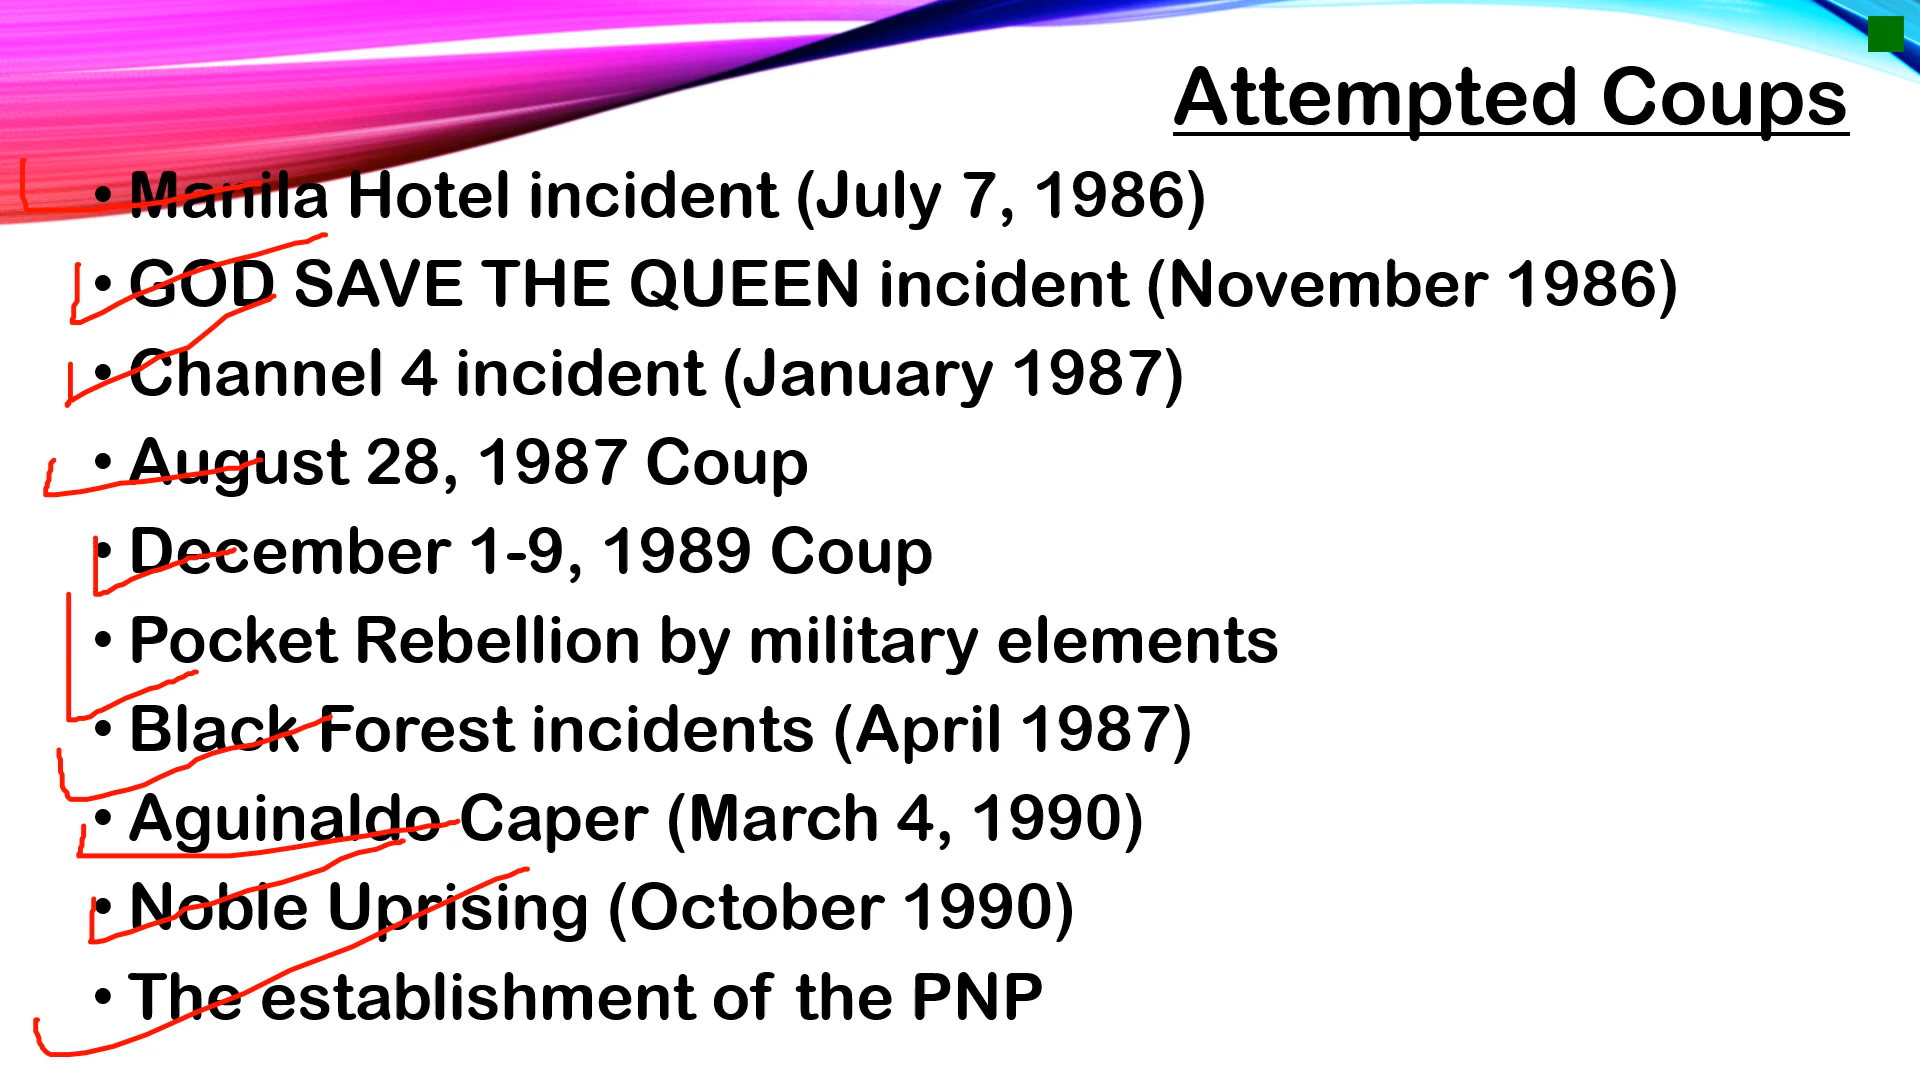 Attempted Coups
• Manila Hotel incident (July 7, 1986)
• GOD SAVE THE QUEEN incident (November 1986)
• Channel 4 incident (January 1987)
• August 28, 1987 Coup
• December 1-9, 1989 Coup
• Pocket Rebellion by military elements
• Black Forest incidents (April 1987)
• Aguinaldo Caper (March 4, 1990)
• Noble Uprising (October 1990)
• The establishment of the PNP